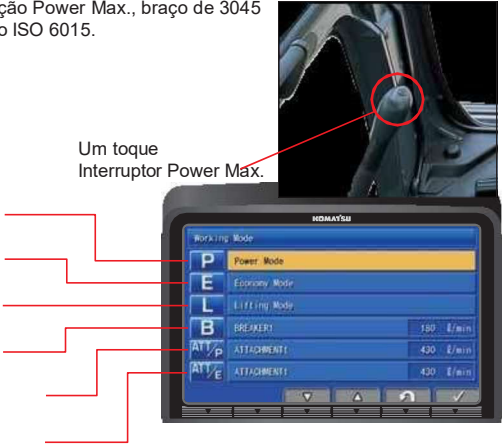 ção Power Max., braço de 3045
o ISO 6015.
Um toque
Interruptor Power Max.
KOMATSU
Working Mode
P Power Mode
E Economy Mode
L Lifting Mode
B BREAKER1 180 ℓ/min
ATT/P ATTACHMENT1 430 ℓ/min
ATT/E ATTACHMENT1 430 ℓ/min